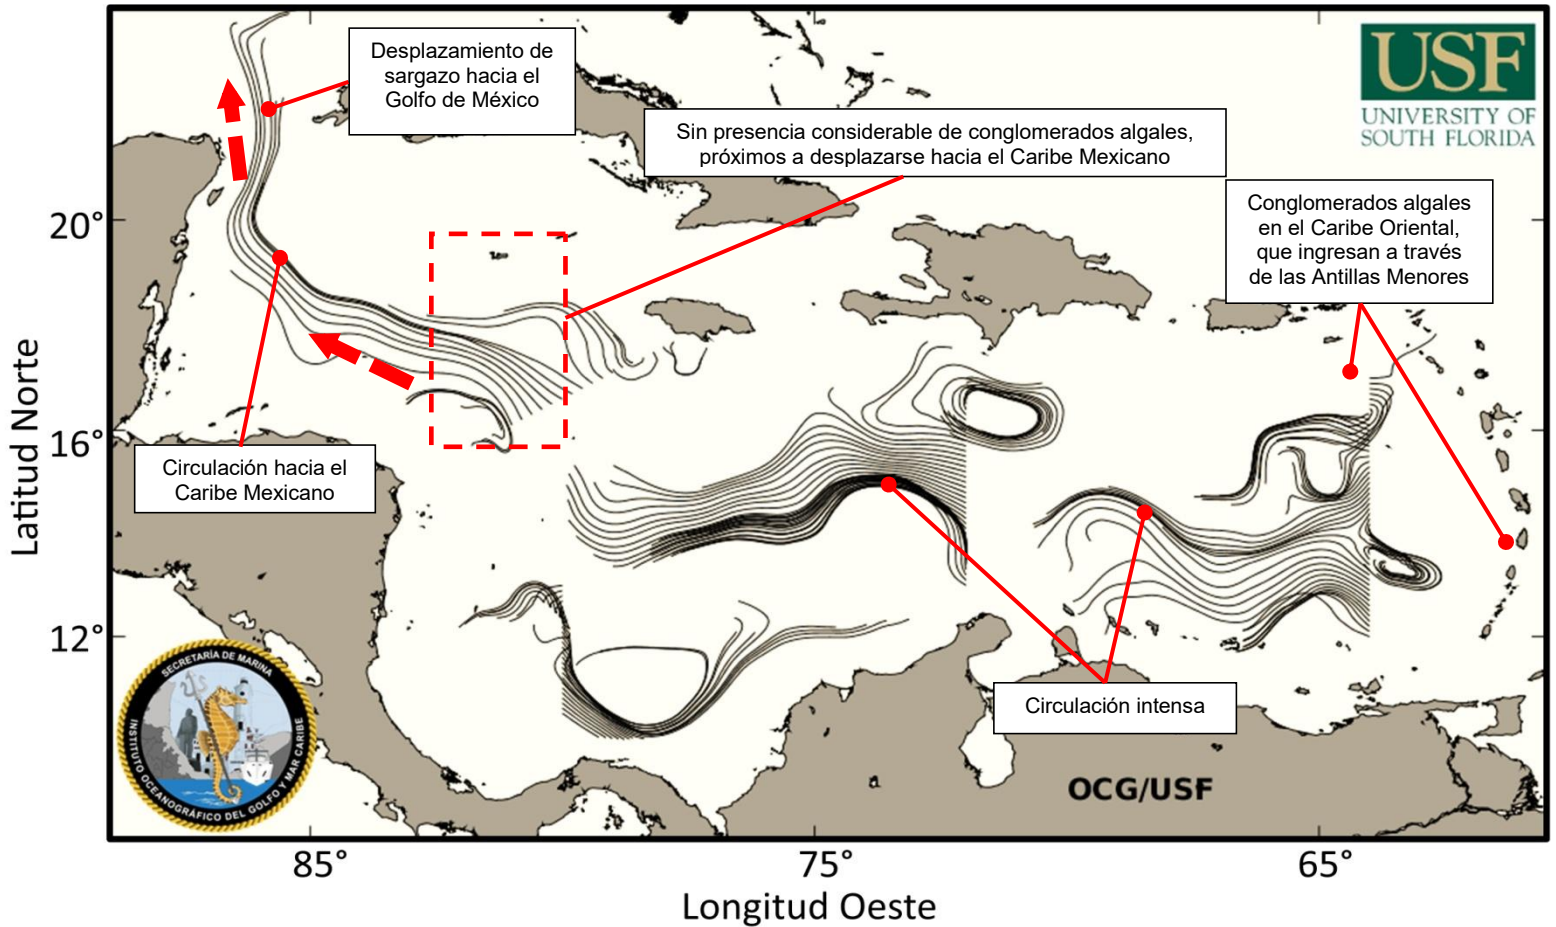 Desplazamiento de
sargazo hacia el
Golfo de México
USF
UNIVERSITY OF
SOUTH FLORIDA
Sin presencia considerable de conglomerados algales,
próximos a desplazarse hacia el Caribe Mexicano
Conglomerados algales
en el Caribe Oriental,
que ingresan a través
de las Antillas Menores
20°
16°
12°
Latitud Norte
Circulación hacia el
Caribe Mexicano
Circulación intensa
SECRETARÍA DE MARINA
INSTITUTO OCEANOGRÁFICO DEL GOLFO Y MAR CARIBE
OCG/USF
85°
75°
65°
Longitud Oeste